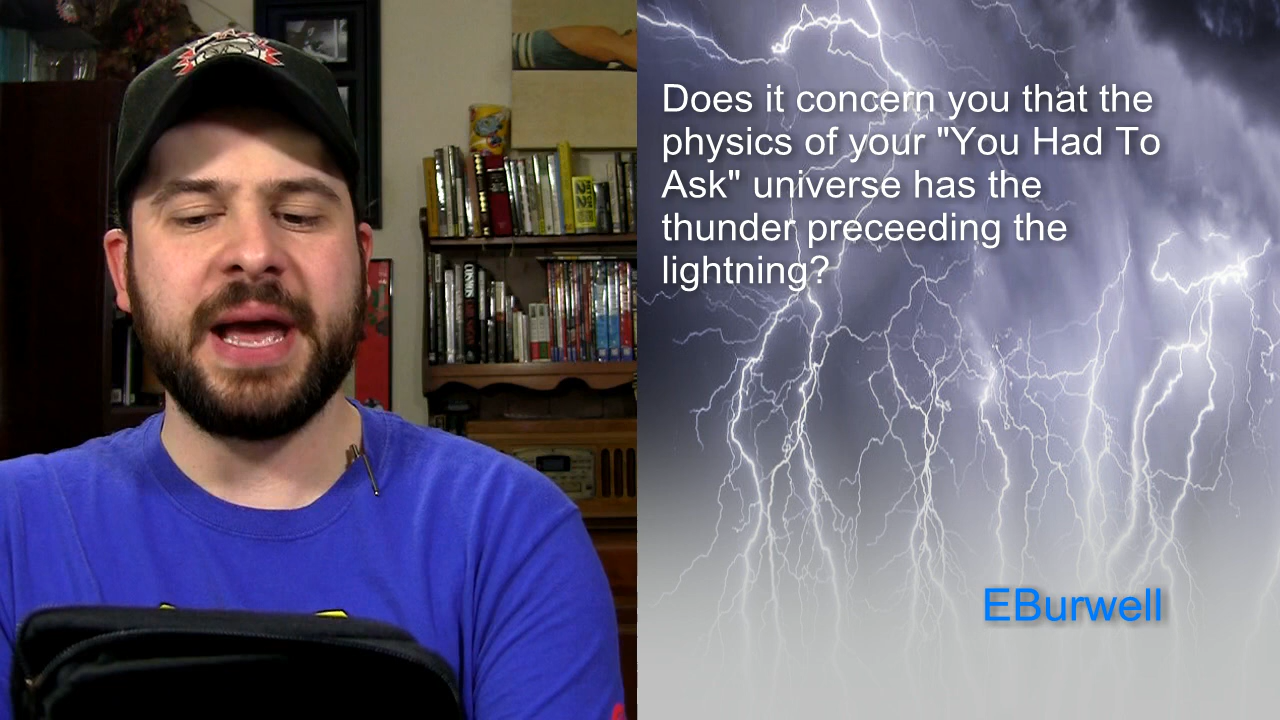 Does it concern you that the
physics of your "You Had To
Ask" universe has the
thunder preceeding the
lightning?
EBurwell